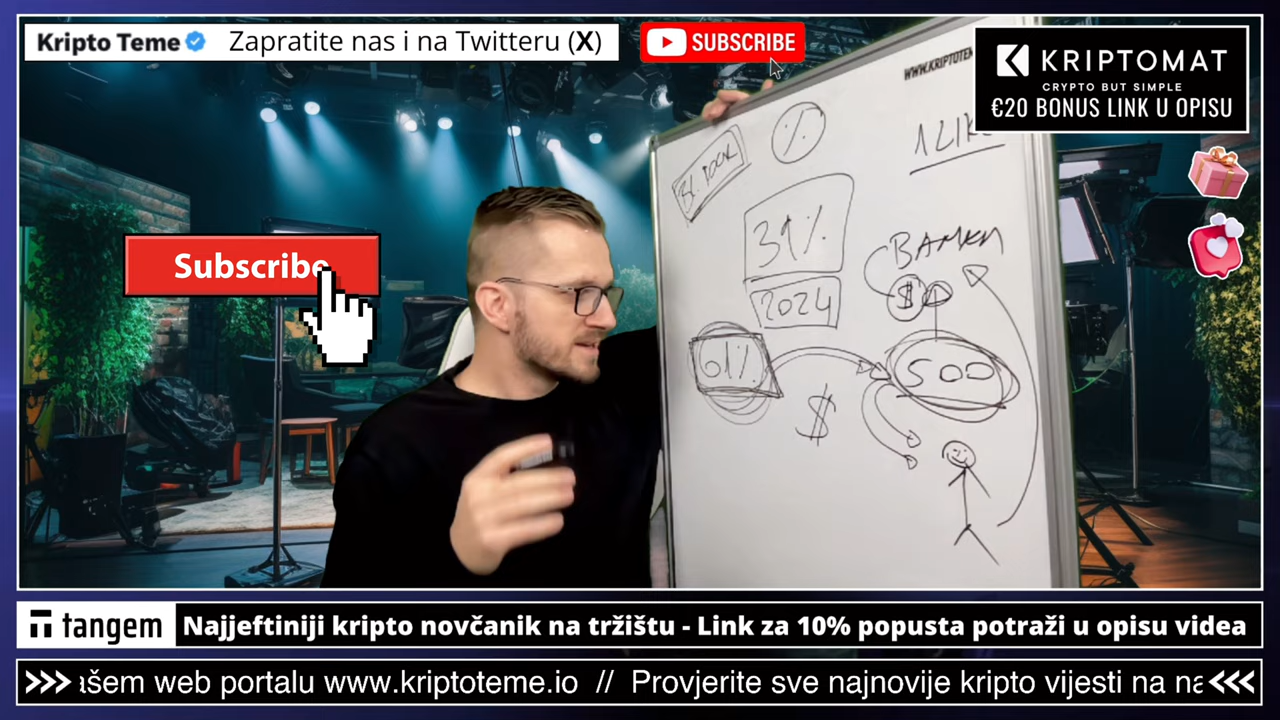 Kripto Teme
Zapratite nas i na Twitteru (X)
SUBSCRIBE
WWW.KRIPTOTEM
KRIPTOMAT
CRYPTO BUT SIMPLE
€20 BONUS LINK U OPISU
%
1 LIK
31%
BANKA
2024
$
61%
500
$
Subscribe
tangem
Najjeftiniji kripto novčanik na tržištu - Link za 10% popusta potraži u opisu videa
>>> ašem web portalu www.kriptoteme.io // Provjerite sve najnovije kripto vijesti na na <<<